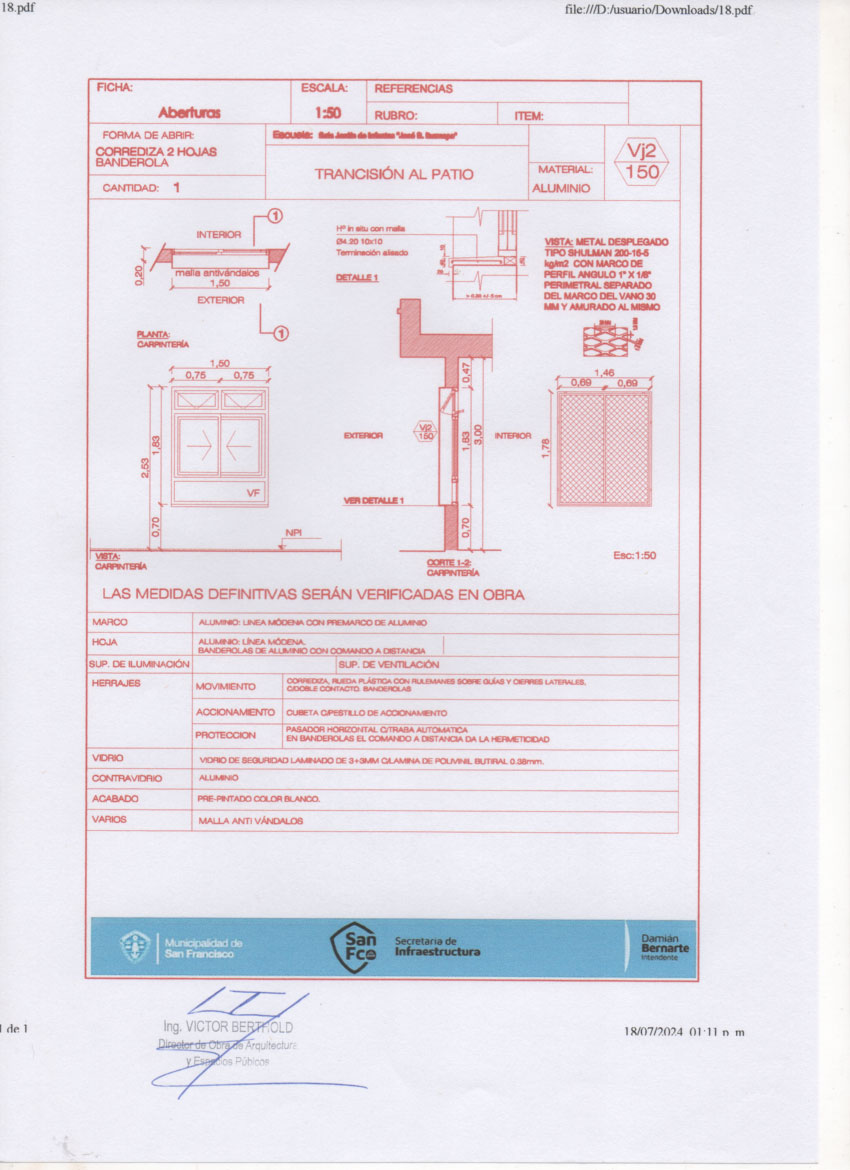 18.pdf
file:///D:/usuario/Downloads/18.pdf
FICHA:
Aberturas
ESCALA:
1:50
REFERENCIAS
RUBRO:
ITEM:
FORMA DE ABRIR:
CORREDIZA 2 HOJAS
BANDEROLA
CANTIDAD: 1
Escuela:
TRANCISIÓN AL PATIO
MATERIAL:
ALUMINIO
Vj2
150
INTERIOR
1
malla antivándalos
0,20
1,50
EXTERIOR
1
PLANTA:
CARPINTERÍA
Hº in situ con malla
Ø4.20 10x10
Terminación alisado
DETALLE 1
VISTA: METAL DESPLEGADO
TIPO SHULMAN 200-16-5
kg/m2 CON MARCO DE
PERFIL ANGULO 1" X 1/8"
PERIMETRAL SEPARADO
DEL MARCO DEL VANO 30
MM Y AMURADO AL MISMO
1,50
0,75 0,75
2,53
1,83
0,70
VF
NPI
VISTA:
CARPINTERÍA
0,47
EXTERIOR
Vj2
150
1,83
3,00
INTERIOR
VER DETALLE 1
0,70
CORTE 1-2:
CARPINTERÍA
1,46
0,69 0,69
1,78
Esc:1:50
LAS MEDIDAS DEFINITIVAS SERÁN VERIFICADAS EN OBRA
MARCO
ALUMINIO: LINEA MÓDENA CON PREMARCO DE ALUMINIO
HOJA
ALUMINIO: LÍNEA MÓDENA.
BANDEROLAS DE ALUMINIO CON COMANDO A DISTANCIA
SUP. DE ILUMINACIÓN
SUP. DE VENTILACIÓN
HERRAJES
MOVIMIENTO
CORREDIZA, RUEDA PLÁSTICA CON RULEMANES SOBRE GUÍAS Y CIERRES LATERALES.
C/DOBLE CONTACTO. BANDEROLAS
ACCIONAMIENTO
CUBETA C/PESTILLO DE ACCIONAMIENTO
PROTECCION
PASADOR HORIZONTAL C/TRABA AUTOMATICA
EN BANDEROLAS EL COMANDO A DISTANCIA DA LA HERMETICIDAD
VIDRIO
VIDRIO DE SEGURIDAD LAMINADO DE 3+3MM C/LAMINA DE POLIVINIL BUTIRAL 0.38mm.
CONTRAVIDRIO
ALUMINIO
ACABADO
PRE-PINTADO COLOR BLANCO.
VARIOS
MALLA ANTI VÁNDALOS
Municipalidad de
San Francisco
San
Fco
Secretaría de
Infraestructura
Damián
Bernarte
Intendente
Ing. VICTOR BERTHOLD
Director de Obra de Arquitectura
y Espacios Públicos
1 de 1
18/07/2024 01:11 p. m.